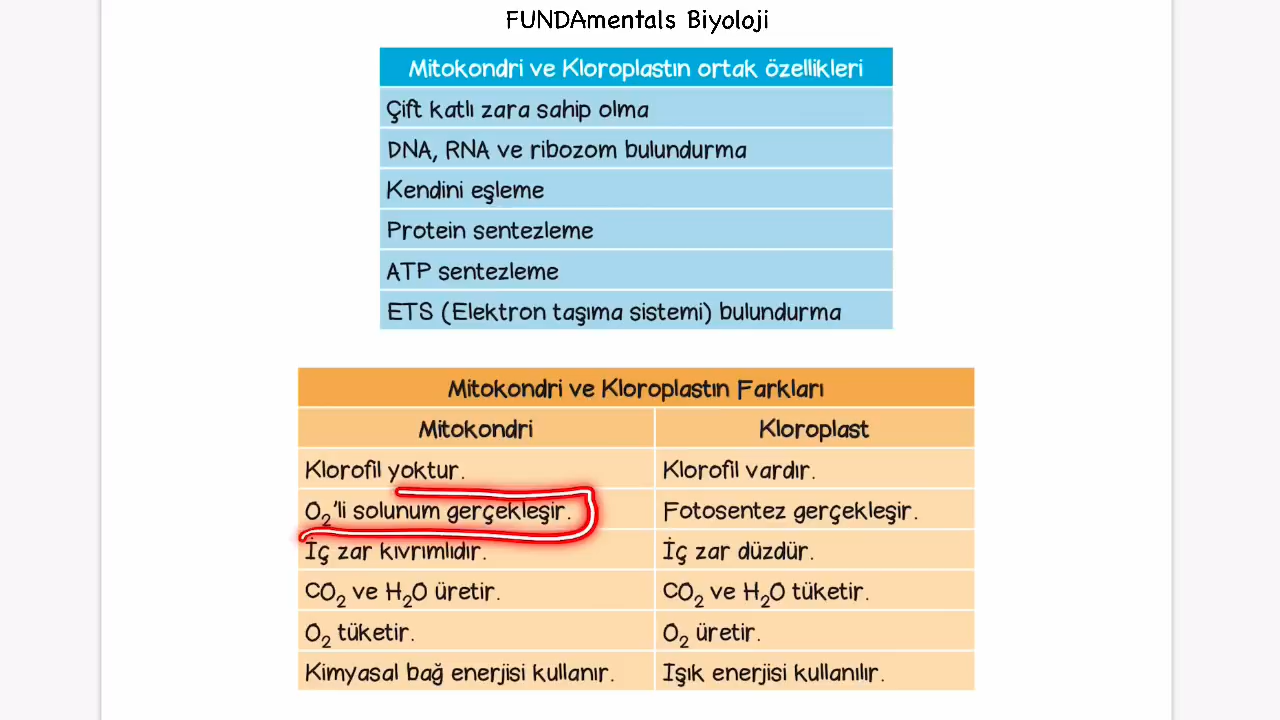 FUNDAmentals Biyoloji
Mitokondri ve Kloroplastın ortak özellikleri
Çift katlı zara sahip olma
DNA, RNA ve ribozom bulundurma
Kendini eşleme
Protein sentezleme
ATP sentezleme
ETS (Elektron taşıma sistemi) bulundurma
Mitokondri ve Kloroplastın Farkları
Mitokondri Kloroplast
Klorofil yoktur. Klorofil vardır.
O₂'li solunum gerçekleşir. Fotosentez gerçekleşir.
İç zar kıvrımlıdır. İç zar düzdür.
CO₂ ve H₂O üretir. CO₂ ve H₂O tüketir.
O₂ tüketir. O₂ üretir.
Kimyasal bağ enerjisi kullanır. Işık enerjisi kullanılır.